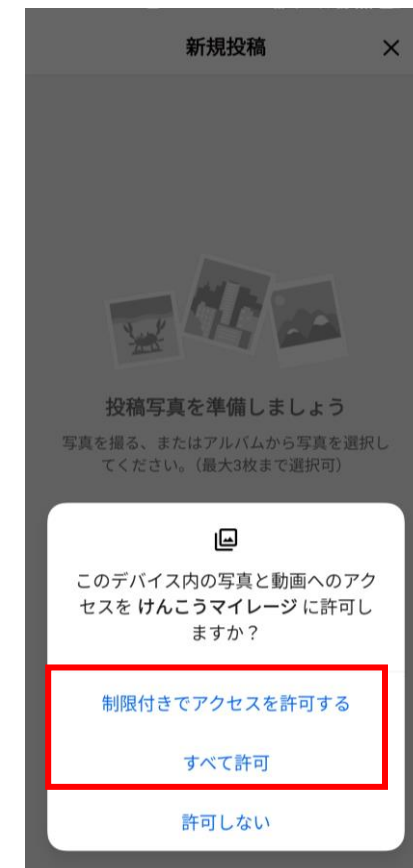 新規投稿
投稿写真を準備しましょう
写真を撮る、またはアルバムから写真を選択し
てください。（最大3枚まで選択可）
このデバイス内の写真と動画へのアク
セスを けんこうマイレージ に許可し
ますか？
制限付きでアクセスを許可する
すべて許可
許可しない